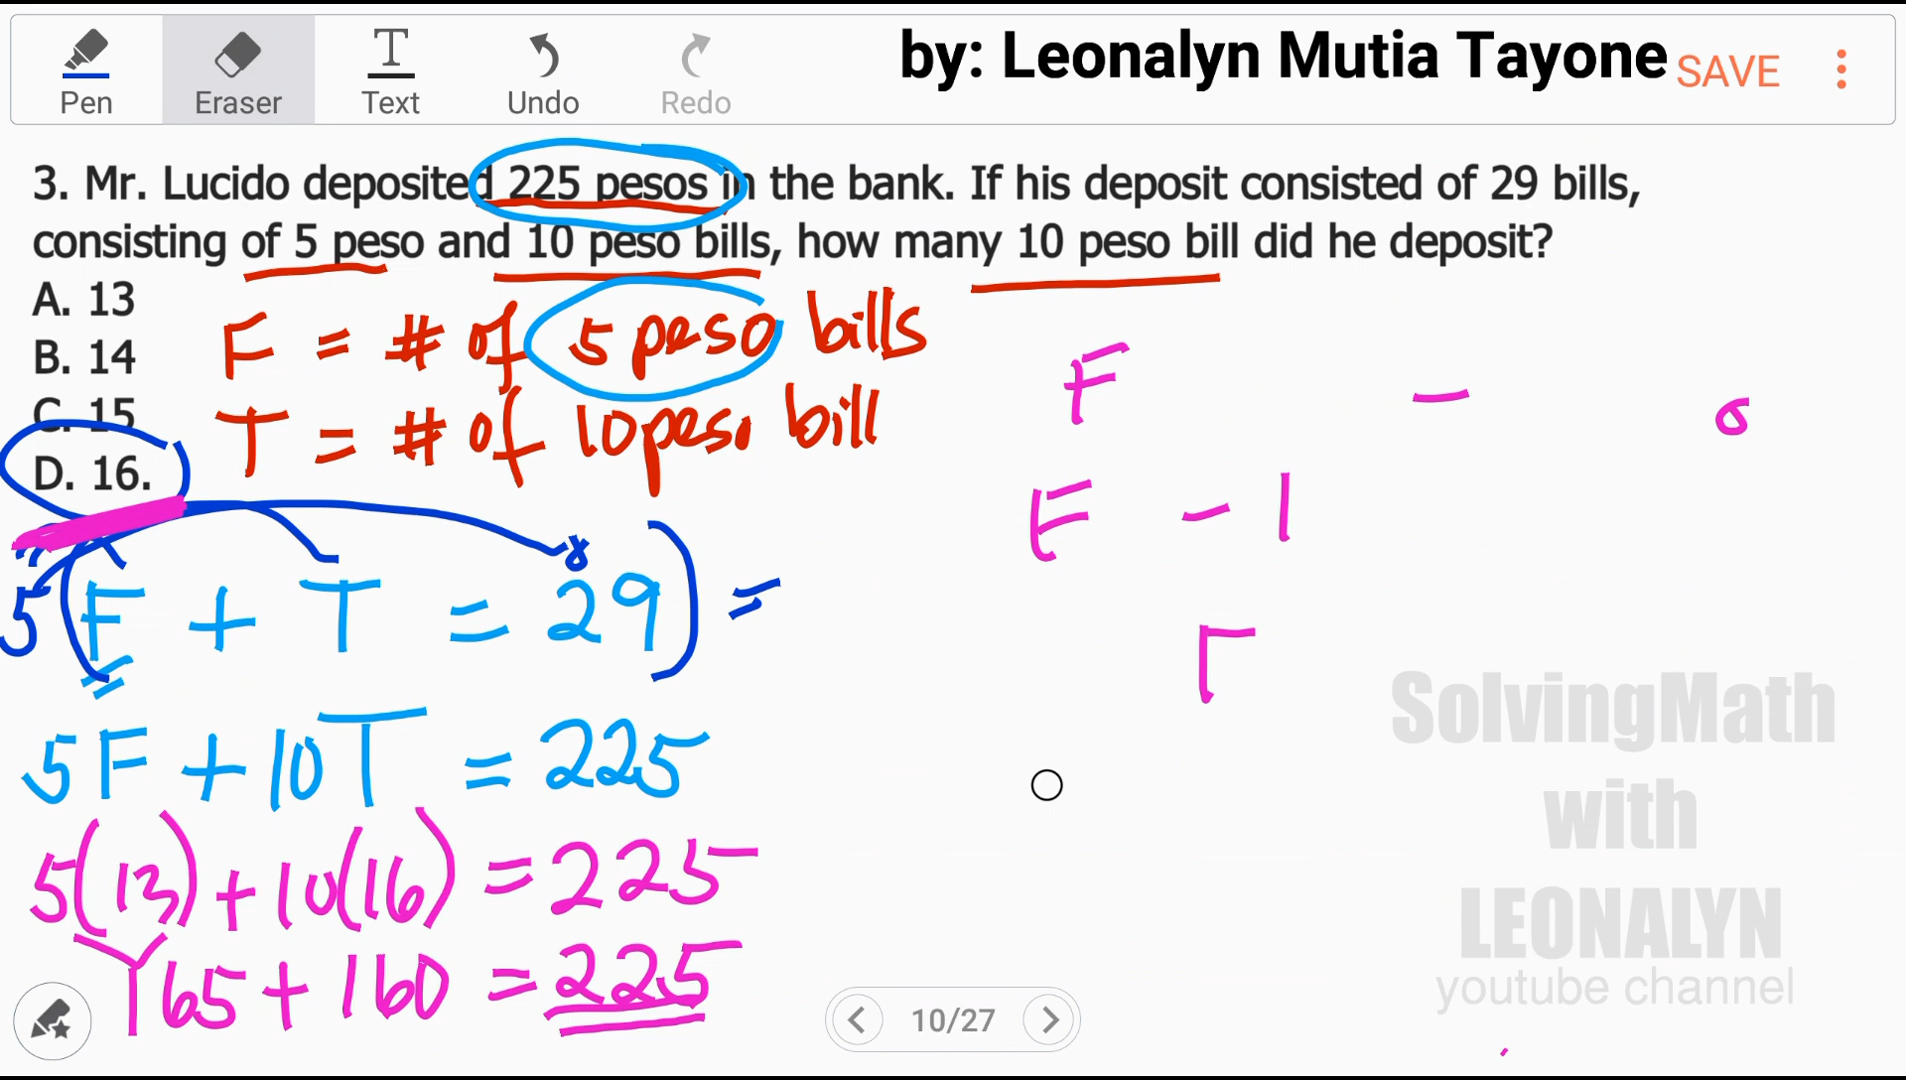 by: Leonalyn Mutia Tayone
SAVE
Pen
Eraser
Text
Undo
Redo
3. Mr. Lucido deposited 225 pesos in the bank. If his deposit consisted of 29 bills,
consisting of 5 peso and 10 peso bills, how many 10 peso bill did he deposit?
A. 13
B. 14
C. 15
D. 16.
F = # of 5 peso bills
T = # of 10 peso bill
F -
F - 1
5(F + T = 29) =
5F + 10T = 225
5(13) + 10(16) = 225
65 + 160 = 225
SolvingMath
with
LEONALYN
youtube channel
10/27